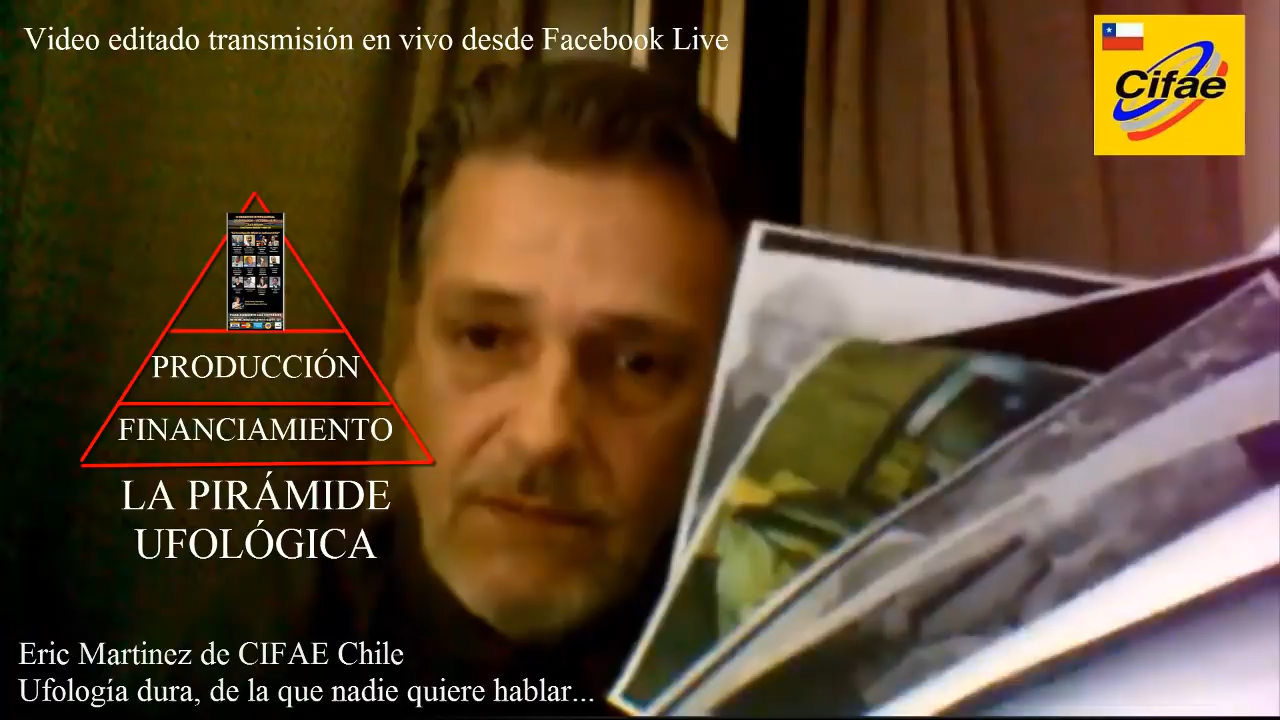 Video editado transmisión en vivo desde Facebook Live
Cifae
PRODUCCIÓN
FINANCIAMIENTO
LA PIRÁMIDE
UFOLÓGICA
Eric Martinez de CIFAE Chile
Ufología dura, de la que nadie quiere hablar...